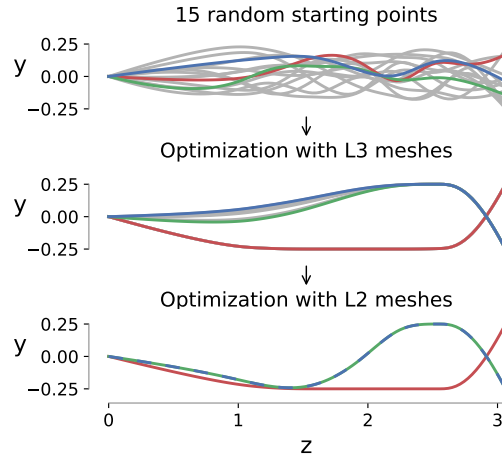 15 random starting points
0.25
y 0.00
−0.25
↓
Optimization with L3 meshes
0.25
y 0.00
−0.25
↓
Optimization with L2 meshes
0.25
y 0.00
−0.25
0 1 2 3
z